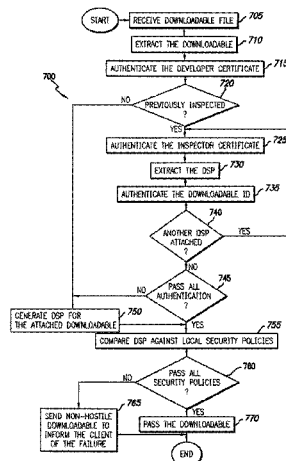 START
RECEIVE DOWNLOADABLE FILE
705
EXTRACT THE DOWNLOADABLE
710
AUTHENTICATE THE DEVELOPER CERTIFICATE
715
700
720
NO
PREVIOUSLY INSPECTED
?
YES
AUTHENTICATE THE INSPECTOR CERTIFICATE
725
730
EXTRACT THE DSP
735
AUTHENTICATE THE DOWNLOADABLE ID
740
ANOTHER DSP
ATTACHED
?
YES
NO
745
PASS ALL
AUTHENTICATION
?
NO
750
GENERATE DSP FOR
THE ATTACHED DOWNLOADABLE
YES
755
COMPARE DSP AGAINST LOCAL SECURITY POLICIES
760
PASS ALL
SECURITY POLICIES
?
NO
765
SEND NON-HOSTILE
DOWNLOADABLE TO
INFORM THE CLIENT
OF THE FAILURE
YES
770
PASS THE DOWNLOADABLE
END